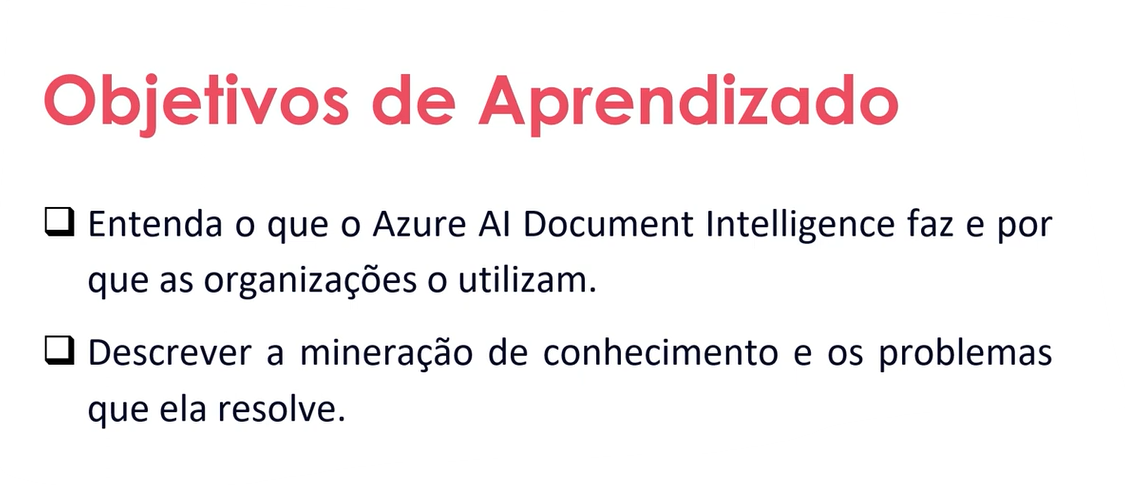 Objetivos de Aprendizado
❑ Entenda o que o Azure AI Document Intelligence faz e por
que as organizações o utilizam.
❑ Descrever a mineração de conhecimento e os problemas
que ela resolve.